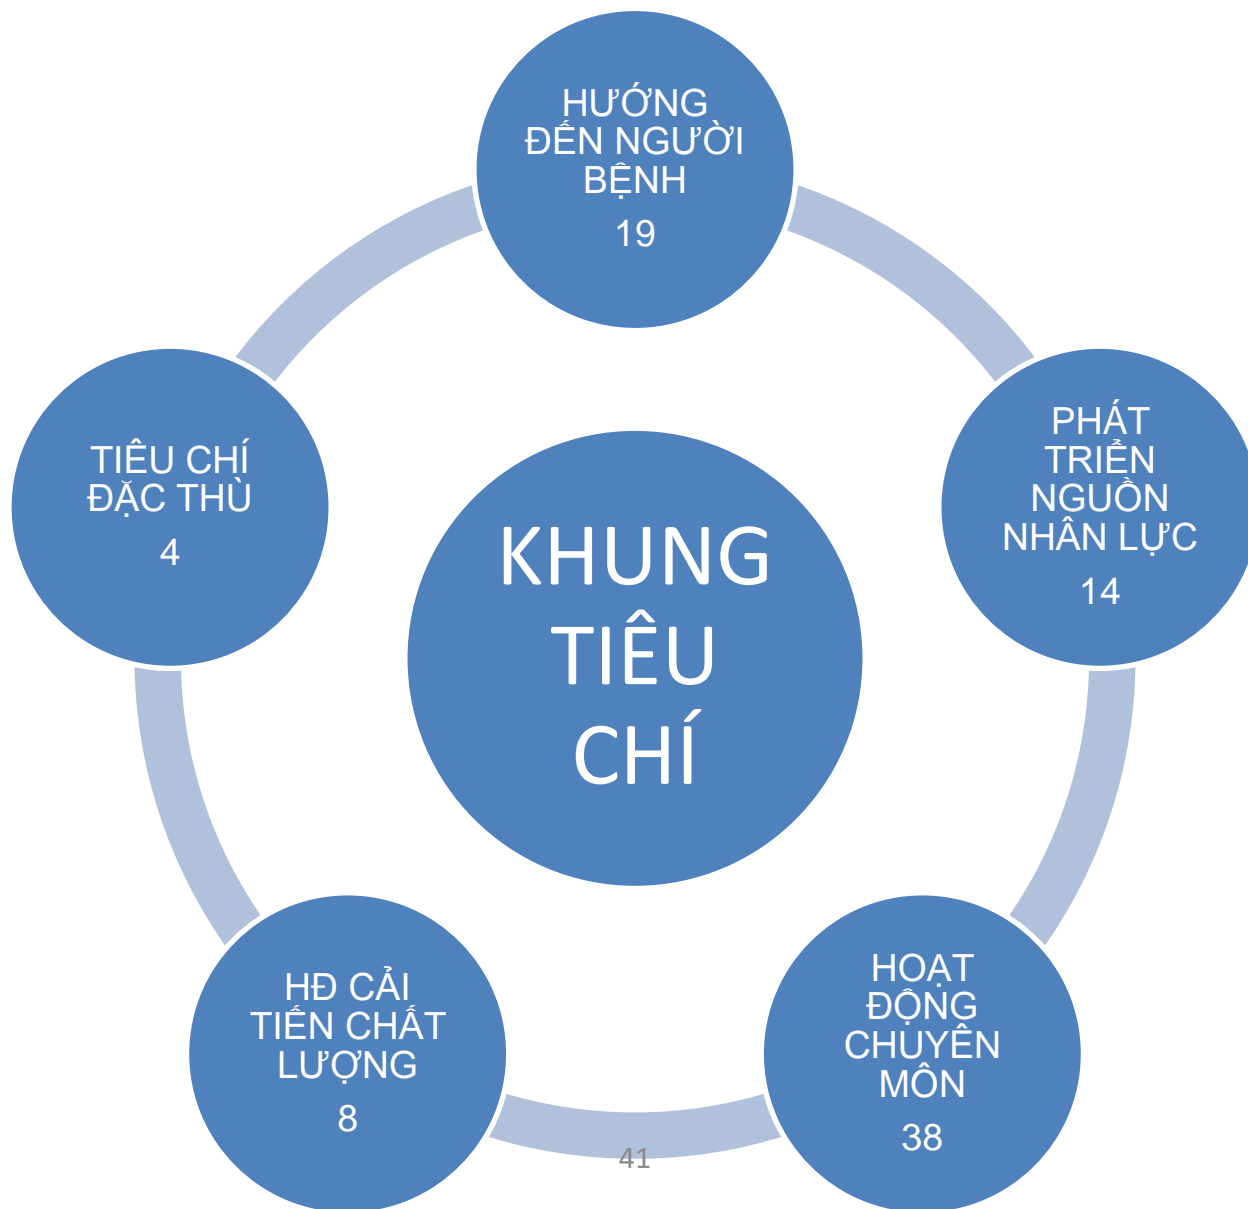 HƯỚNG
ĐẾN NGƯỜI
BỆNH
19
PHÁT
TRIỂN
NGUỒN
NHÂN LỰC
14
HOẠT
ĐỘNG
CHUYÊN
MÔN
38
HĐ CẢI
TIẾN CHẤT
LƯỢNG
8
TIÊU CHÍ
ĐẶC THÙ
4
KHUNG
TIÊU
CHÍ
41